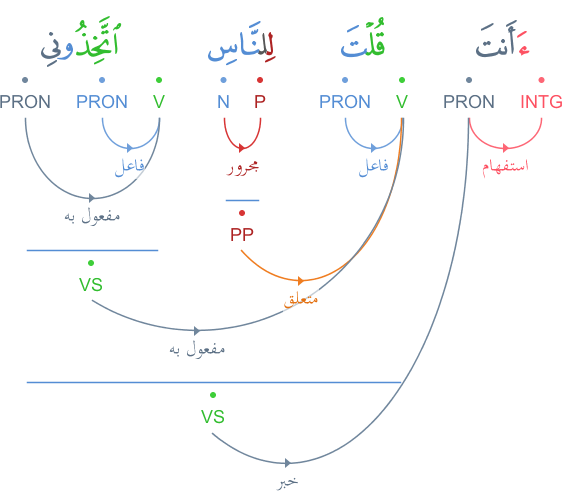 ءَأَنتَ قُلْتَ لِلنَّاسِ ٱتَّخِذُونِي
INTG PRON V PRON P N V PRON PRON
استفهام فاعل مجرور فاعل
مفعول به
PP
متعلق
VS
مفعول به
VS
خبر